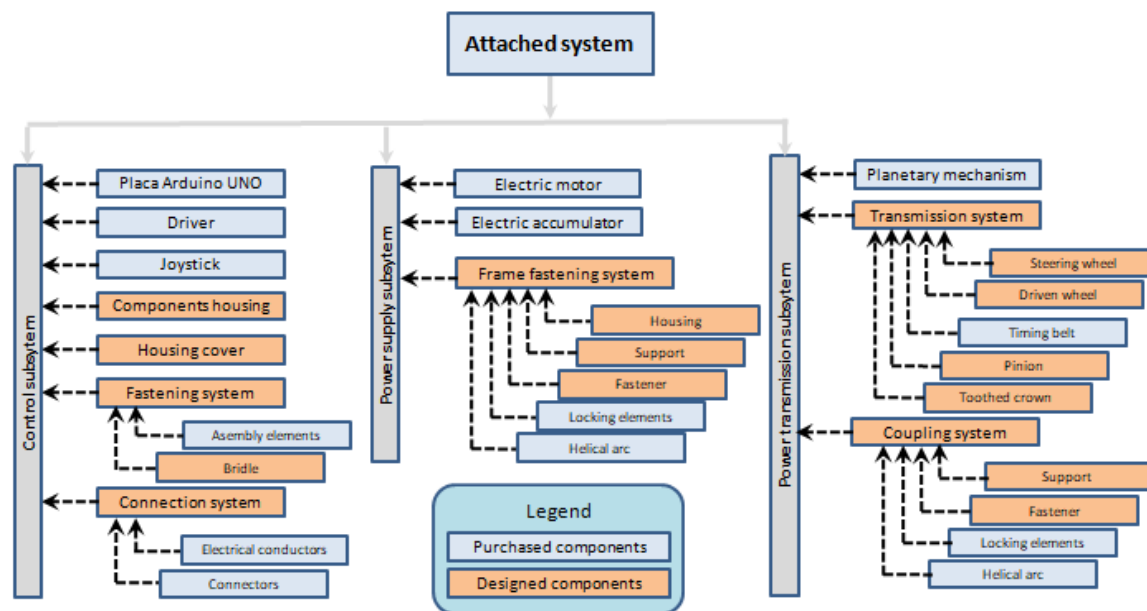 Attached system
Control subsytem
Placa Arduino UNO
Driver
Joystick
Components housing
Housing cover
Fastening system
Asembly elements
Bridle
Connection system
Electrical conductors
Connectors
Power supply subsytem
Electric motor
Electric accumulator
Frame fastening system
Housing
Support
Fastener
Locking elements
Helical arc
Legend
Purchased components
Designed components
Power transmission subsytem
Planetary mechanism
Transmission system
Steering wheel
Driven wheel
Timing belt
Pinion
Toothed crown
Coupling system
Support
Fastener
Locking elements
Helical arc